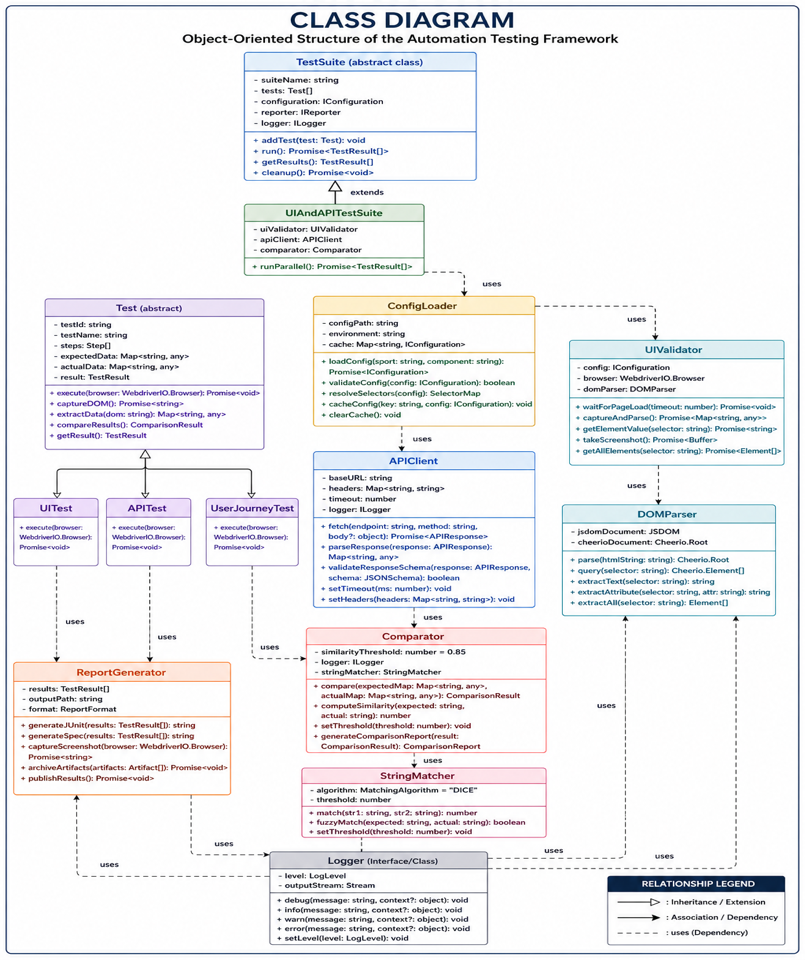 CLASS DIAGRAM
Object-Oriented Structure of the Automation Testing Framework
TestSuite (abstract class)
- suiteName: string
- tests: Test[]
- configuration: IConfiguration
- reporter: IReporter
- logger: ILogger
+ addTest(test: Test): void
+ run(): Promise<TestResult[]>
+ getResults(): TestResult[]
+ cleanup(): Promise<void>
extends
UIAndAPITestSuite
- uiValidator: UIValidator
- apiClient: APIClient
- comparator: Comparator
+ runParallel(): Promise<TestResult[]>
uses
uses
ConfigLoader
- configPath: string
- environment: string
- cache: Map<string, IConfiguration>
+ loadConfig(sport: string, component: string):
Promise<IConfiguration>
+ validateConfig(config: IConfiguration): boolean
+ resolveSelectors(config): SelectorMap
+ cacheConfig(key: string, config: IConfiguration): void
+ clearCache(): void
uses
Test (abstract)
- testId: string
- testName: string
- steps: Step[]
- expectedData: Map<string, any>
- actualData: Map<string, any>
- result: TestResult
+ execute(browser: WebdriverIO.Browser): Promise<void>
+ captureDOM(): Promise<string>
+ extractData(dom: string): Map<string, any>
+ compareResults(): ComparisonResult
+ getResult(): TestResult
UIValidator
- config: IConfiguration
- browser: WebdriverIO.Browser
- domParser: DOMParser
+ waitForPageLoad(timeout: number): Promise<void>
+ captureAndParse(): Promise<Map<string, any>>
+ getElementValue(selector: string): Promise<string>
+ takeScreenshot(): Promise<Buffer>
+ getAllElements(selector: string): Promise<Element[]>
uses
APIClient
- baseURL: string
- headers: Map<string, string>
- timeout: number
- logger: ILogger
+ fetch(endpoint: string, method: string,
body?: object): Promise<APIResponse>
+ parseResponse(response: APIResponse):
Map<string, any>
+ validateResponseSchema(response: APIResponse,
schema: JSONSchema): boolean
+ setTimeout(ms: number): void
+ setHeaders(headers: Map<string, string>): void
uses
UITest
+ execute(browser:
WebdriverIO.Browser):
Promise<void>
APITest
+ execute(browser:
WebdriverIO.Browser):
Promise<void>
UserJourneyTest
+ execute(browser:
WebdriverIO.Browser):
Promise<void>
DOMParser
- jsdomDocument: JSDOM
- cheerioDocument: Cheerio.Root
+ parse(htmlString: string): Cheerio.Root
+ query(selector: string): Cheerio.Element[]
+ extractText(selector: string): string
+ extractAttribute(selector: string, attr: string): string
+ extractAll(selector: string): Element[]
uses
uses
uses
Comparator
- similarityThreshold: number = 0.85
- logger: ILogger
- stringMatcher: StringMatcher
+ compare(expectedMap: Map<string, any>,
actualMap: Map<string, any>): ComparisonResult
+ computeSimilarity(expected: string,
actual: string): number
+ setThreshold(threshold: number): void
+ generateComparisonReport(result:
ComparisonResult): ComparisonReport
uses
ReportGenerator
- results: TestResult[]
- outputPath: string
- format: ReportFormat
+ generateJUnit(results: TestResult[]): string
+ generateSpec(results: TestResult[]): string
+ captureScreenshot(browser: WebdriverIO.Browser):
Promise<string>
+ archiveArtifacts(artifacts: Artifact[]): Promise<void>
+ publishResults(): Promise<void>
uses
StringMatcher
- algorithm: MatchingAlgorithm = "DICE"
- threshold: number
+ match(str1: string, str2: string): number
+ fuzzyMatch(expected: string, actual: string): boolean
+ setThreshold(threshold: number): void
uses
uses
uses
uses
Logger (Interface/Class)
- level: LogLevel
- outputStream: Stream
+ debug(message: string, context?: object): void
+ info(message: string, context?: object): void
+ warn(message: string, context?: object): void
+ error(message: string, context?: object): void
+ setLevel(level: LogLevel): void
RELATIONSHIP LEGEND
: Inheritance / Extension
: Association / Dependency
: uses (Dependency)